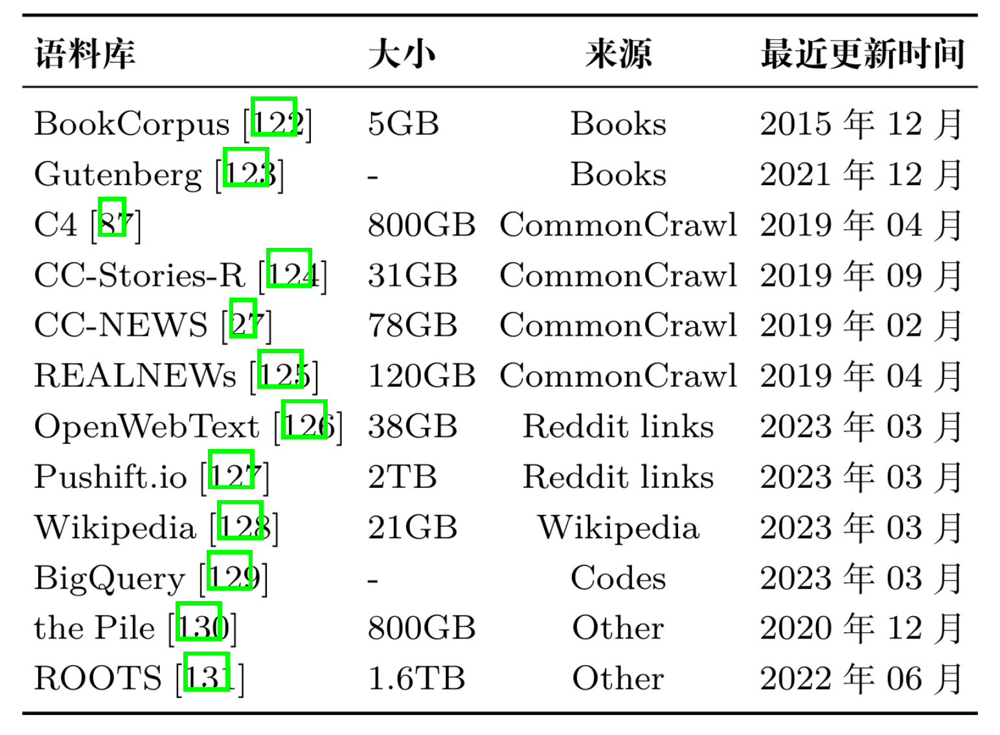 语料库 大小 来源 最近更新时间
BookCorpus [122] 5GB Books 2015 年 12 月
Gutenberg [123] - Books 2021 年 12 月
C4 [87] 800GB CommonCrawl 2019 年 04 月
CC-Stories-R [124] 31GB CommonCrawl 2019 年 09 月
CC-NEWS [27] 78GB CommonCrawl 2019 年 02 月
REALNEWs [125] 120GB CommonCrawl 2019 年 04 月
OpenWebText [126] 38GB Reddit links 2023 年 03 月
Pushift.io [127] 2TB Reddit links 2023 年 03 月
Wikipedia [128] 21GB Wikipedia 2023 年 03 月
BigQuery [129] - Codes 2023 年 03 月
the Pile [130] 800GB Other 2020 年 12 月
ROOTS [131] 1.6TB Other 2022 年 06 月